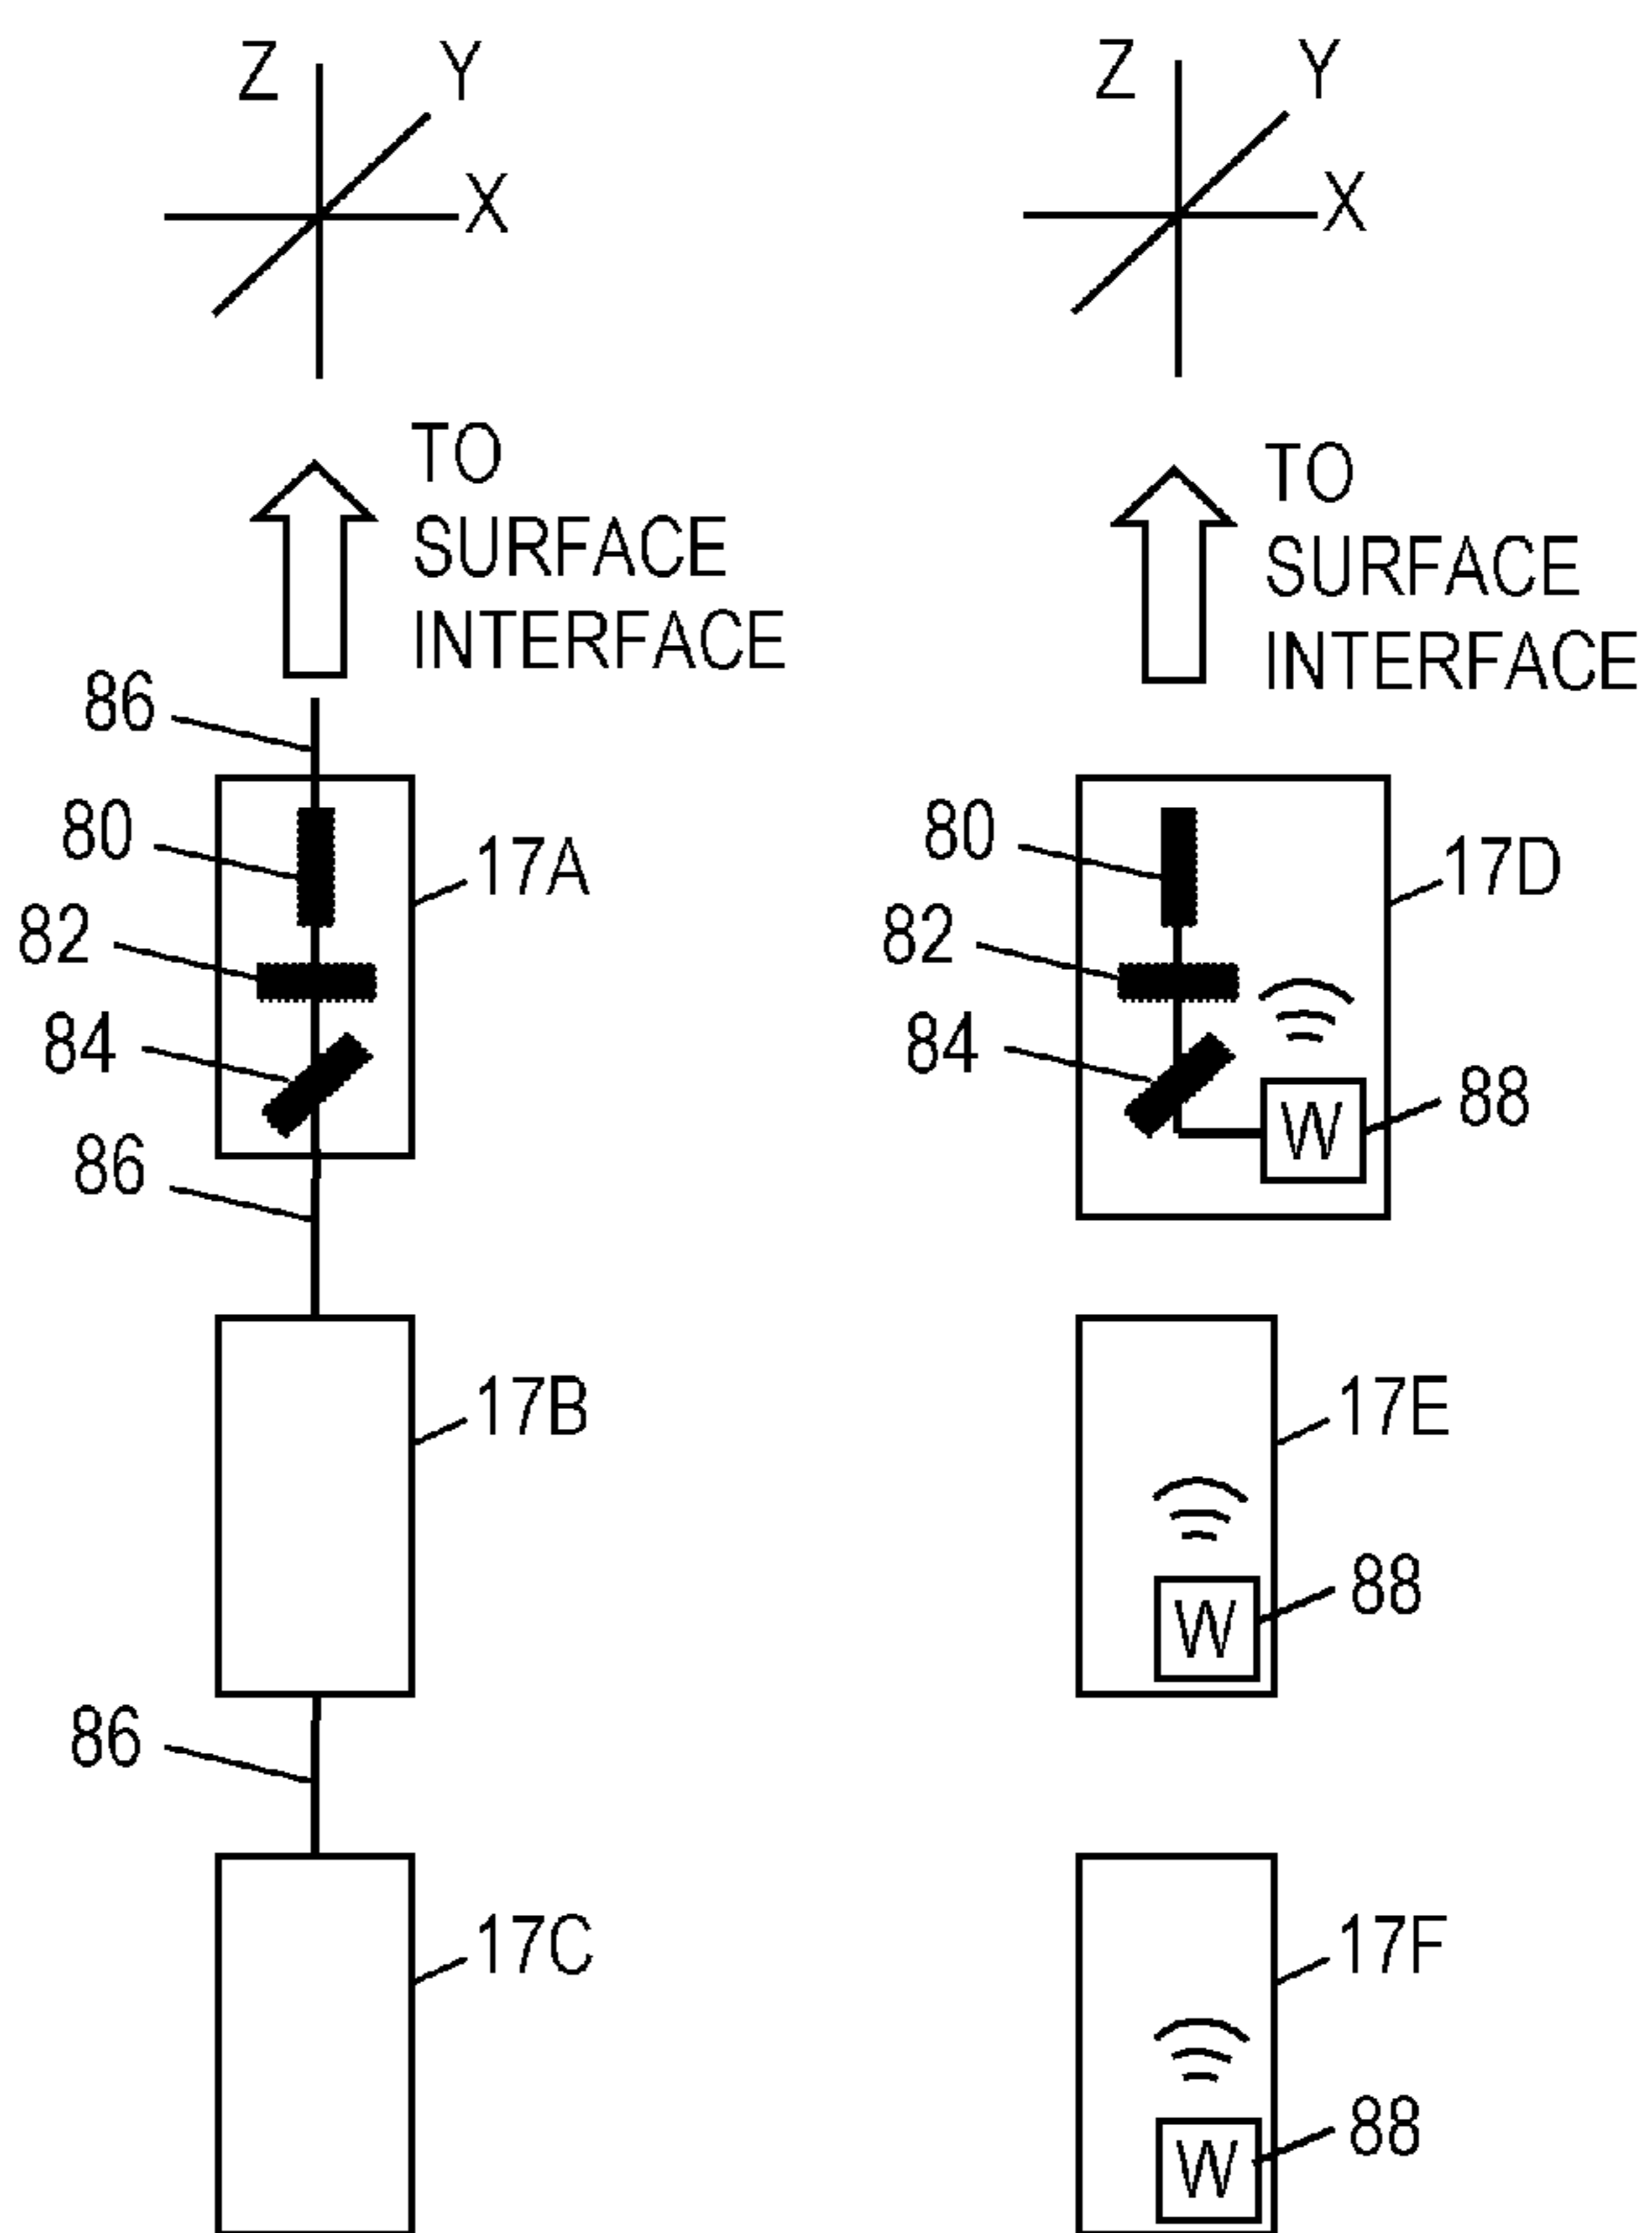 Z Y
X
TO
SURFACE
INTERFACE
86
80
17A
82
84
86
17B
86
17C
Z Y
X
TO
SURFACE
INTERFACE
80
17D
82
84
88
W
17E
88
W
17F
88
W